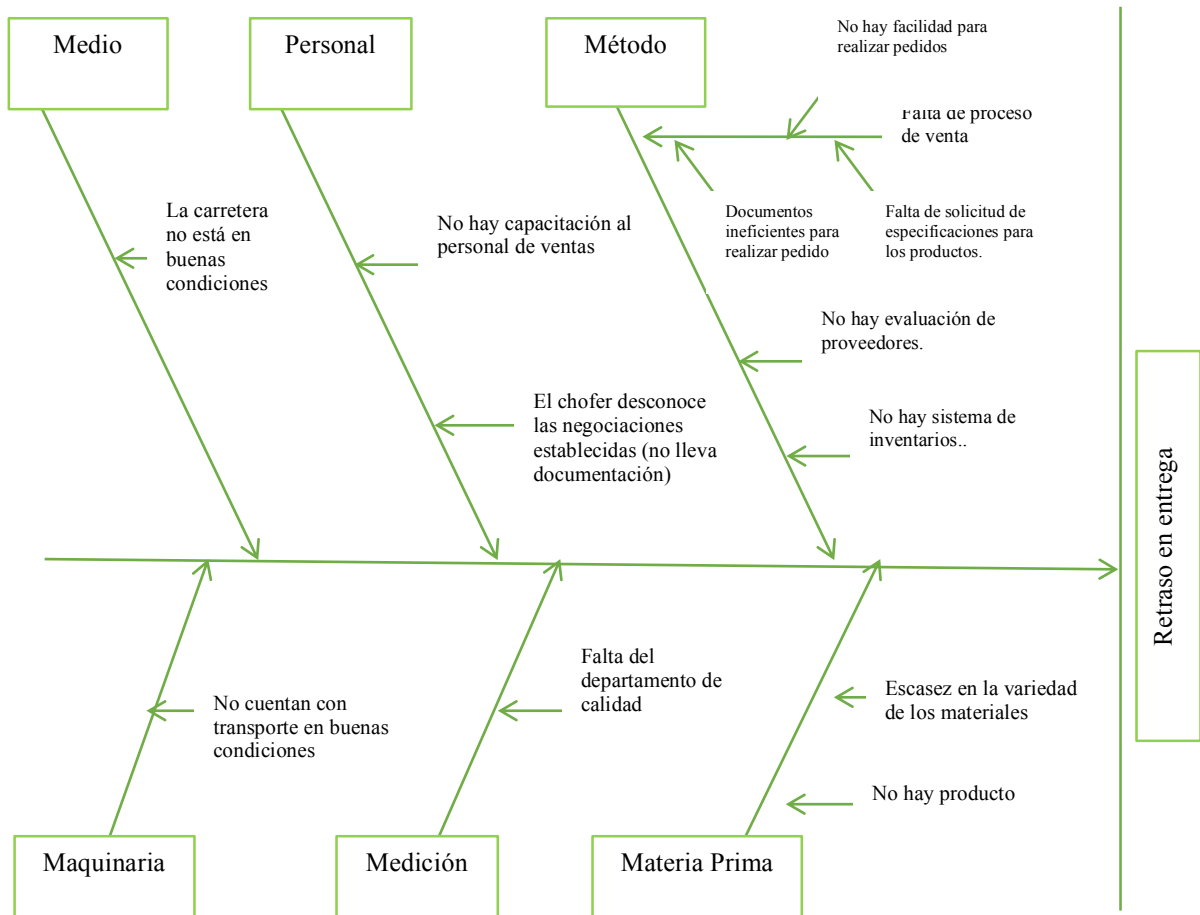 Medio
Personal
Método
No hay facilidad para
realizar pedidos
Falta de proceso
de venta
La carretera
no está en
buenas
condiciones
No hay capacitación al
personal de ventas
Documentos
ineficientes para
realizar pedido
Falta de solicitud de
especificaciones para
los productos.
No hay evaluación de
proveedores.
El chofer desconoce
las negociaciones
establecidas (no lleva
documentación)
No hay sistema de
inventarios..
Retraso en entrega
No cuentan con
transporte en buenas
condiciones
Falta del
departamento de
calidad
Escasez en la variedad
de los materiales
No hay producto
Maquinaria
Medición
Materia Prima